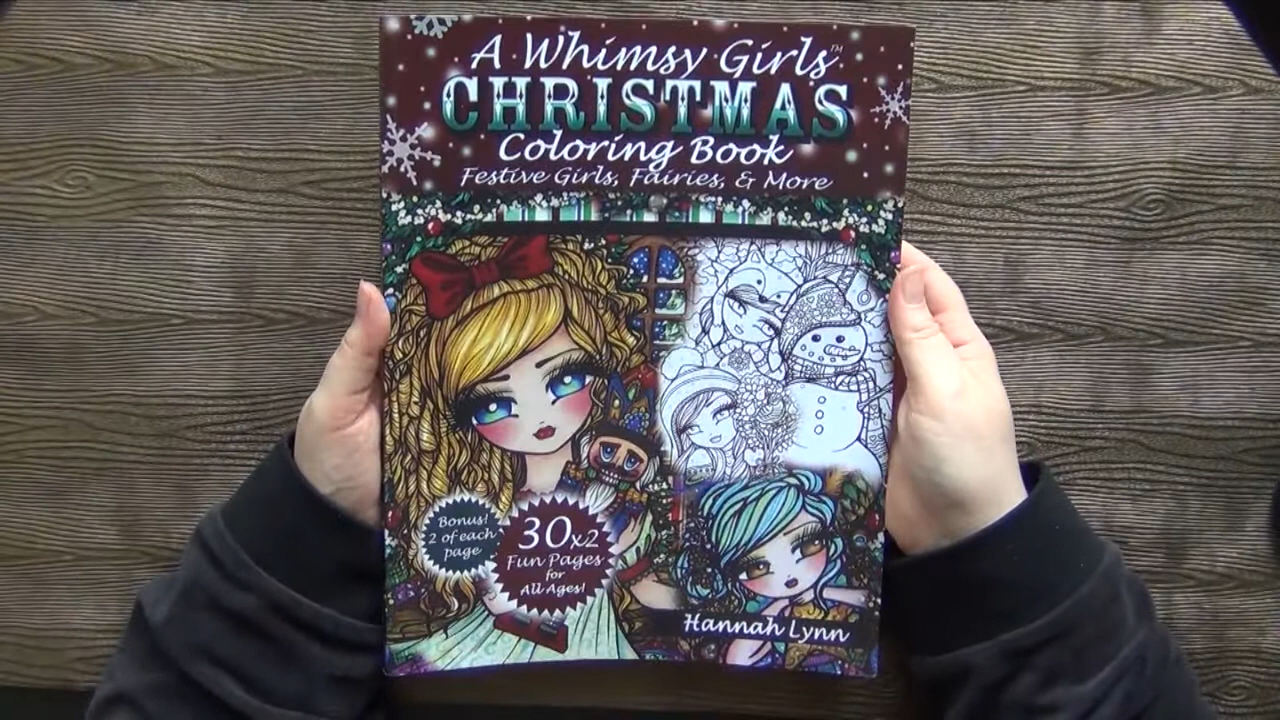 A Whimsy Girls™
CHRISTMAS
Coloring Book
Festive Girls, Fairies, & More
Bonus!
2 of each
page
30x2
Fun Pages
for
All Ages!
Hannah Lynn